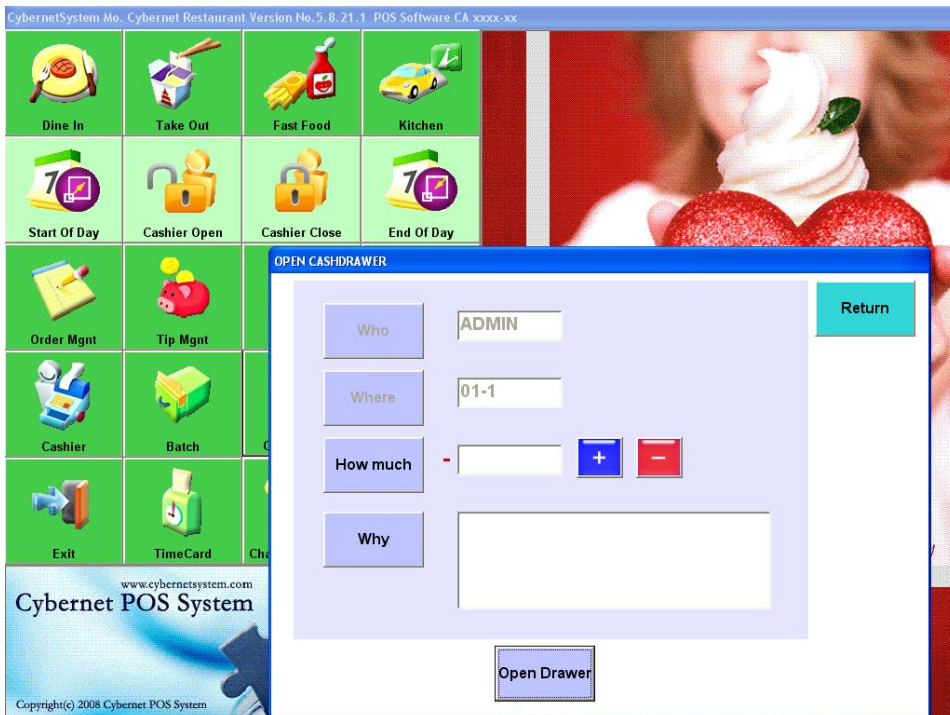 CybernetSystem Mo. Cybernet Restaurant Version No.5.8.21.1 POS Software CA xxxx-xx
Dine In
Take Out
Fast Food
Kitchen
Start Of Day
Cashier Open
Cashier Close
End Of Day
Order Mgnt
Tip Mgnt
Cashier
Batch
Exit
TimeCard
Cha
www.cybernetsystem.com
Cybernet POS System
Copyright(c) 2008 Cybernet POS System
OPEN CASHDRAWER
Return
Who
ADMIN
Where
01-1
How much
-
+
−
Why
Open Drawer